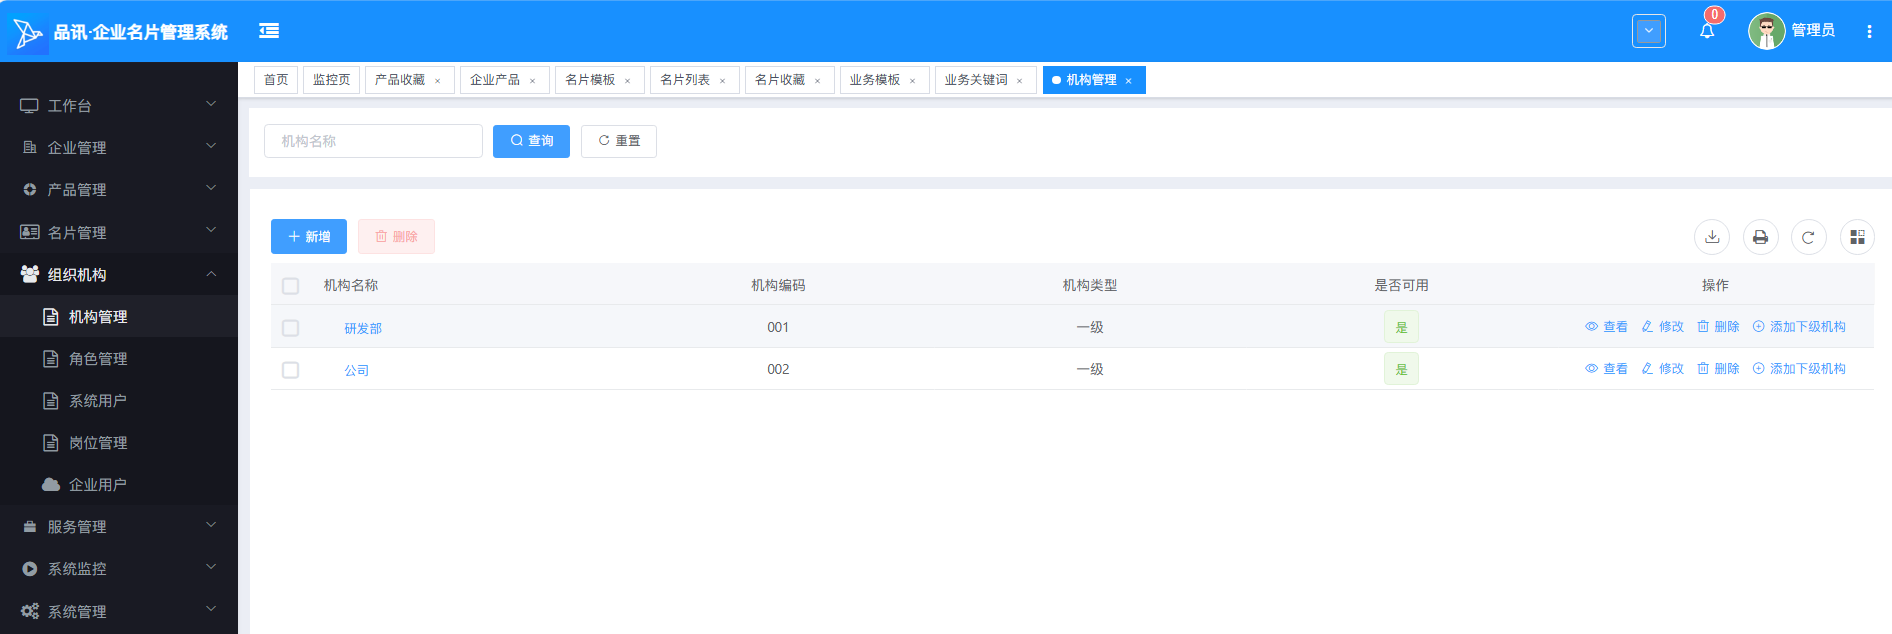 品讯·企业名片管理系统
0
管理员
首页 监控页 产品收藏 × 企业产品 × 名片模板 × 名片列表 × 名片收藏 × 业务模板 × 业务关键词 × 机构管理 ×
工作台
企业管理
产品管理
名片管理
组织机构
机构管理
角色管理
系统用户
岗位管理
企业用户
服务管理
系统监控
系统管理
机构名称 查询 重置
新增 删除
机构名称 机构编码 机构类型 是否可用 操作
研发部 001 一级 是 查看 修改 删除 添加下级机构
公司 002 一级 是 查看 修改 删除 添加下级机构